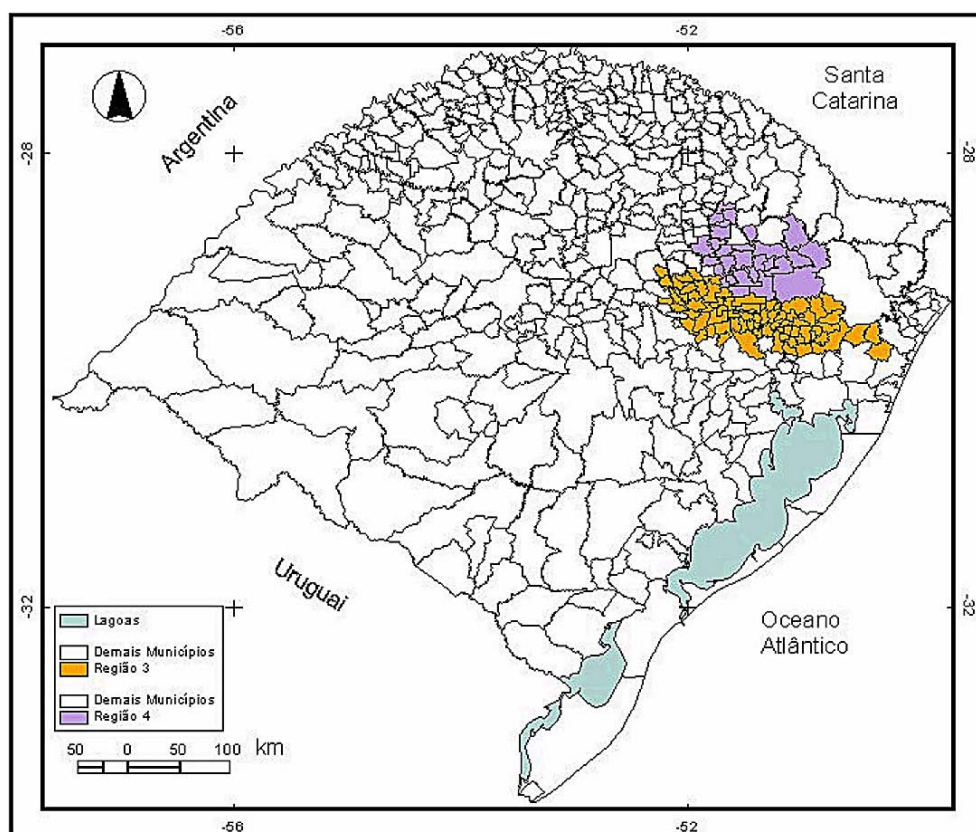 -56
-52
Santa
Catarina
Argentina
-28
-28
Uruguai
-32
-32
Oceano
Atlântico
Lagoas
Demais Municípios
Região 3
Demais Municípios
Região 4
50 0 50 100 km
-56
-52